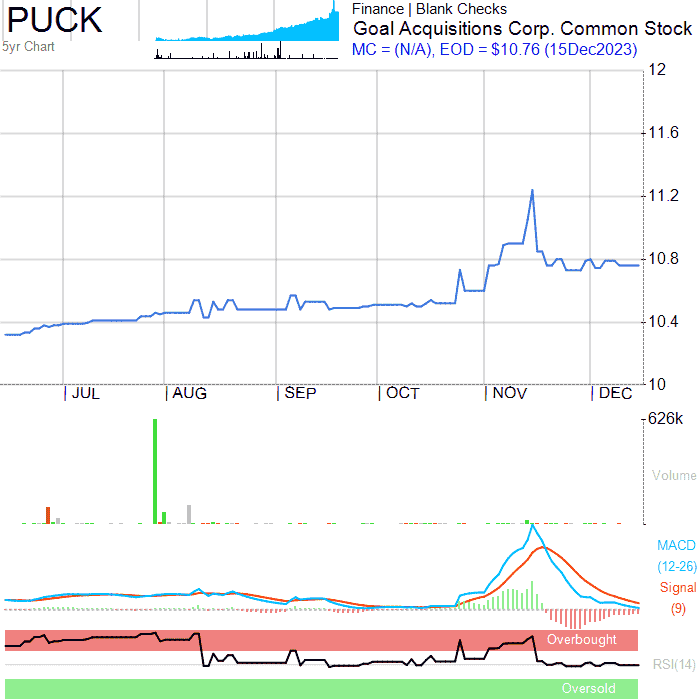 PUCK
5yr Chart
Finance | Blank Checks
Goal Acquisitions Corp. Common Stock
MC = (N/A), EOD = $10.76 (15Dec2023)
12
11.6
11.2
10.8
10.4
10
JUL AUG SEP OCT NOV DEC
626k
Volume
MACD
(12-26)
Signal
(9)
Overbought
RSI(14)
Oversold